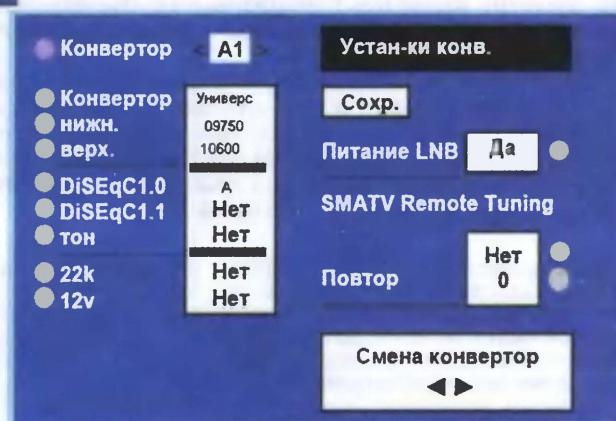 Конвертор < A1 >
Конвертор Универс
нижн. 09750
верх. 10600
DiSEqC1.0 A
DiSEqC1.1 Нет
тон Нет
22k Нет
12v Нет
Устан-ки конв.
Сохр.
Питание LNB Да
SMATV Remote Tuning
Нет
Повтор 0
Смена конвертор
◄ ►